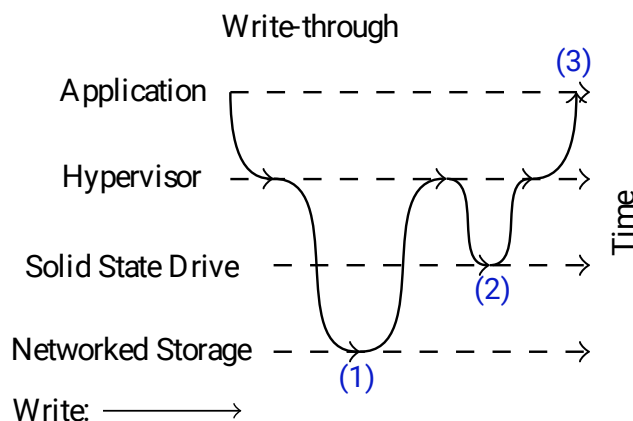 Write-through
(3)
Application
Hypervisor
Time
Solid State Drive
(2)
Networked Storage
(1)
Write: